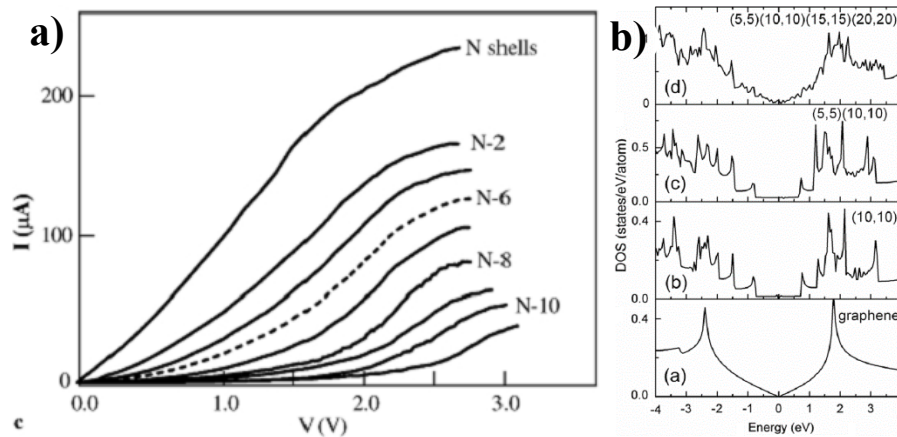 a)
N shells
N-2
N-6
N-8
N-10
200
100
0
I (μA)
0.0 1.0 2.0 3.0
V (V)
c
b)
(5,5)(10,10)(15,15)(20,20)
0
(d)
(5,5)(10,10)
0.5
0.0
(c)
(10,10)
0.4
0.0
(b)
graphene
0.4
0
(a)
DOS (states/eV/atom)
-4 -3 -2 -1 0 1 2 3
Energy (eV)